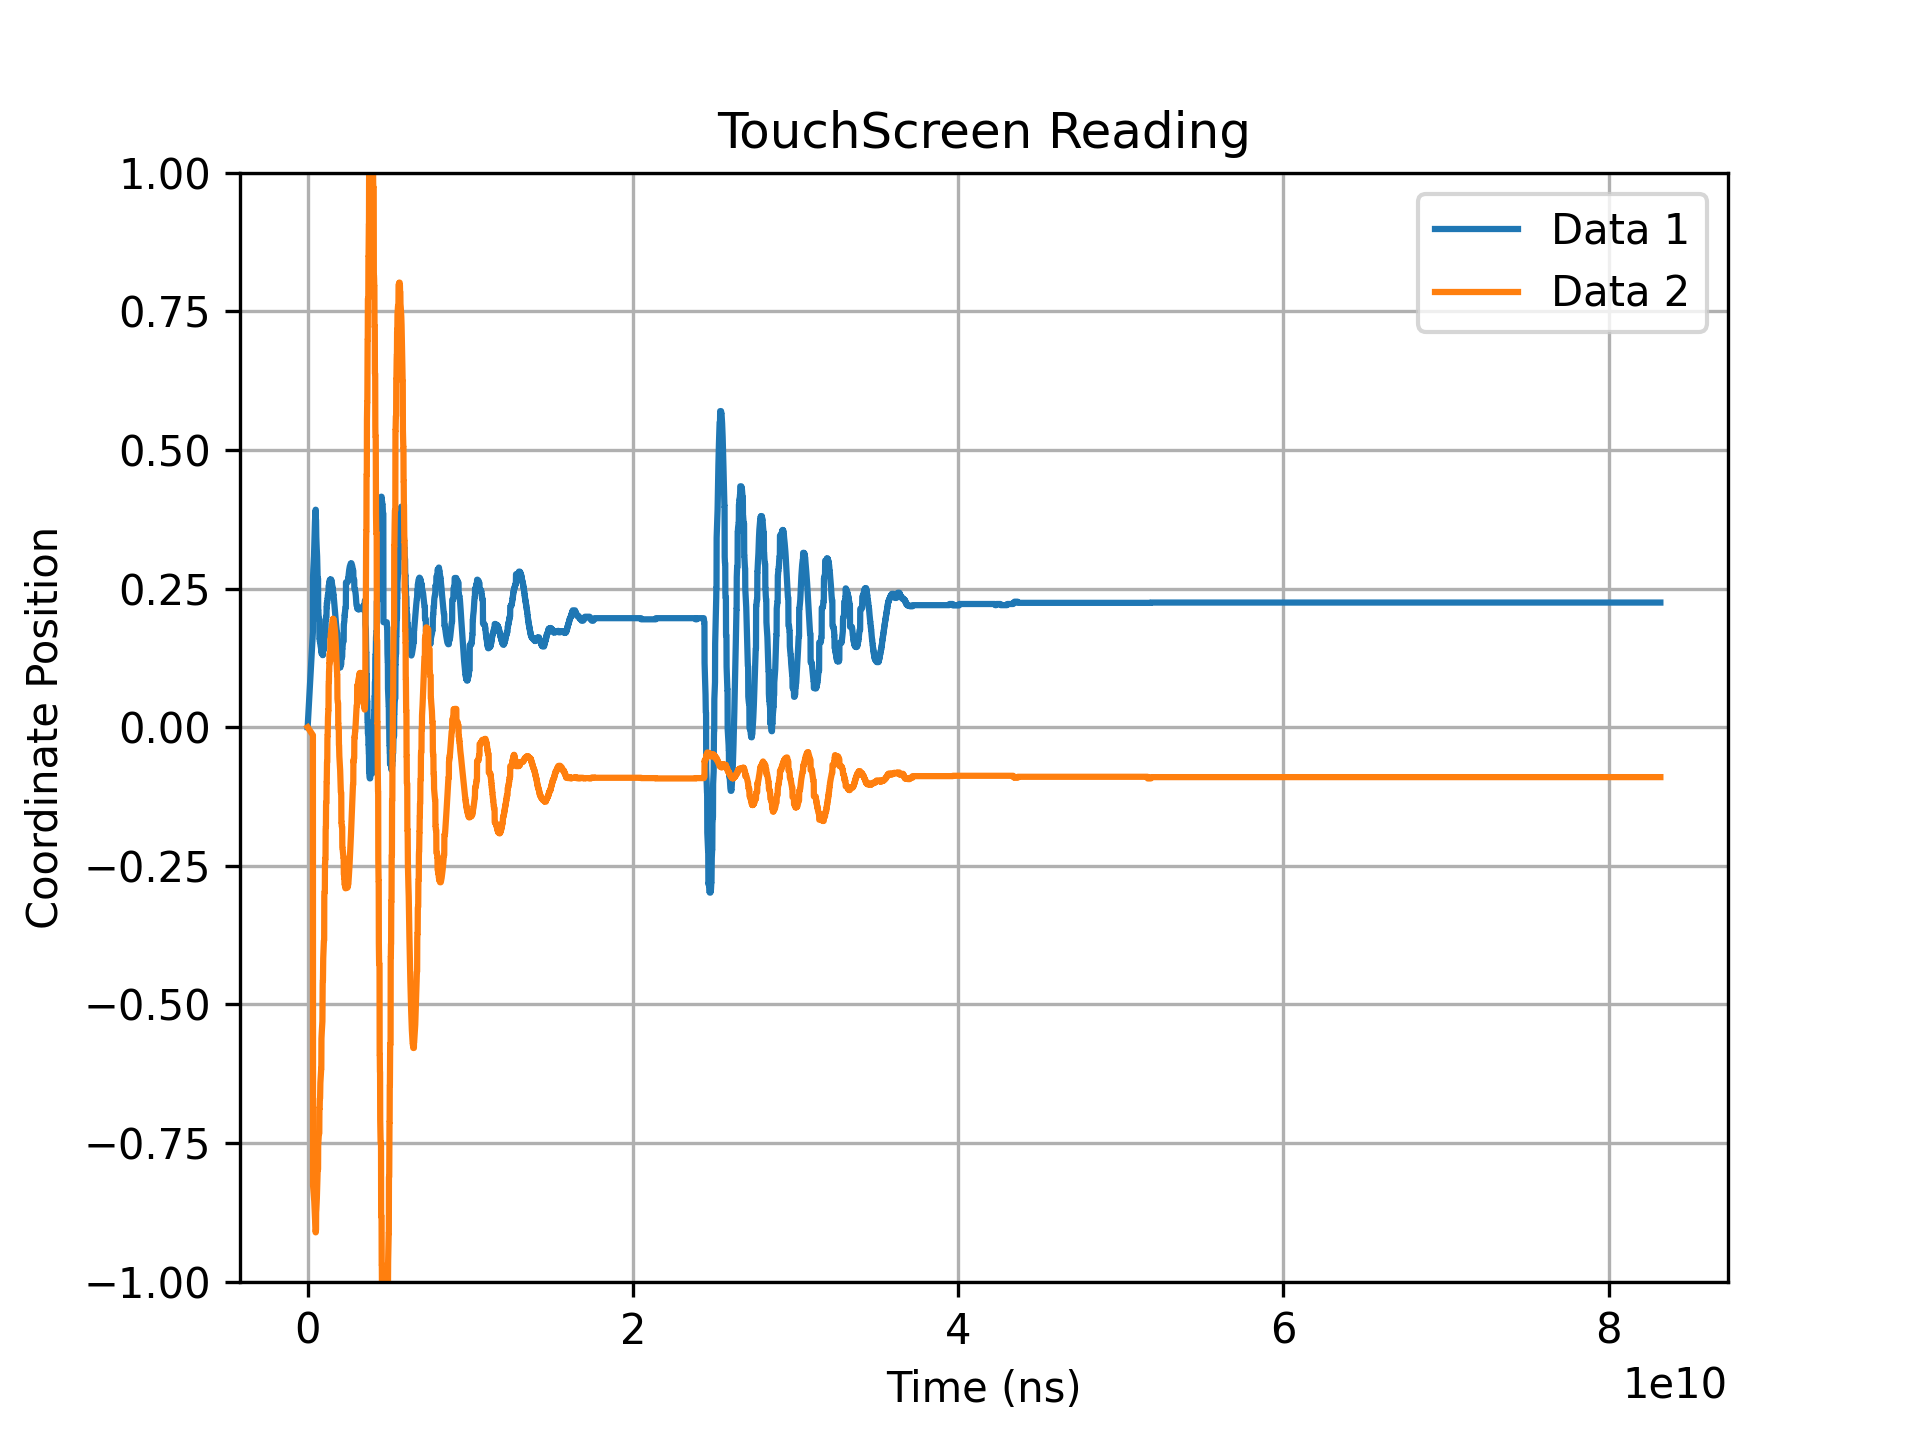 TouchScreen Reading
1.00
0.75
0.50
0.25
0.00
−0.25
−0.50
−0.75
−1.00
Coordinate Position
Data 1
Data 2
0 2 4 6 8
1e10
Time (ns)